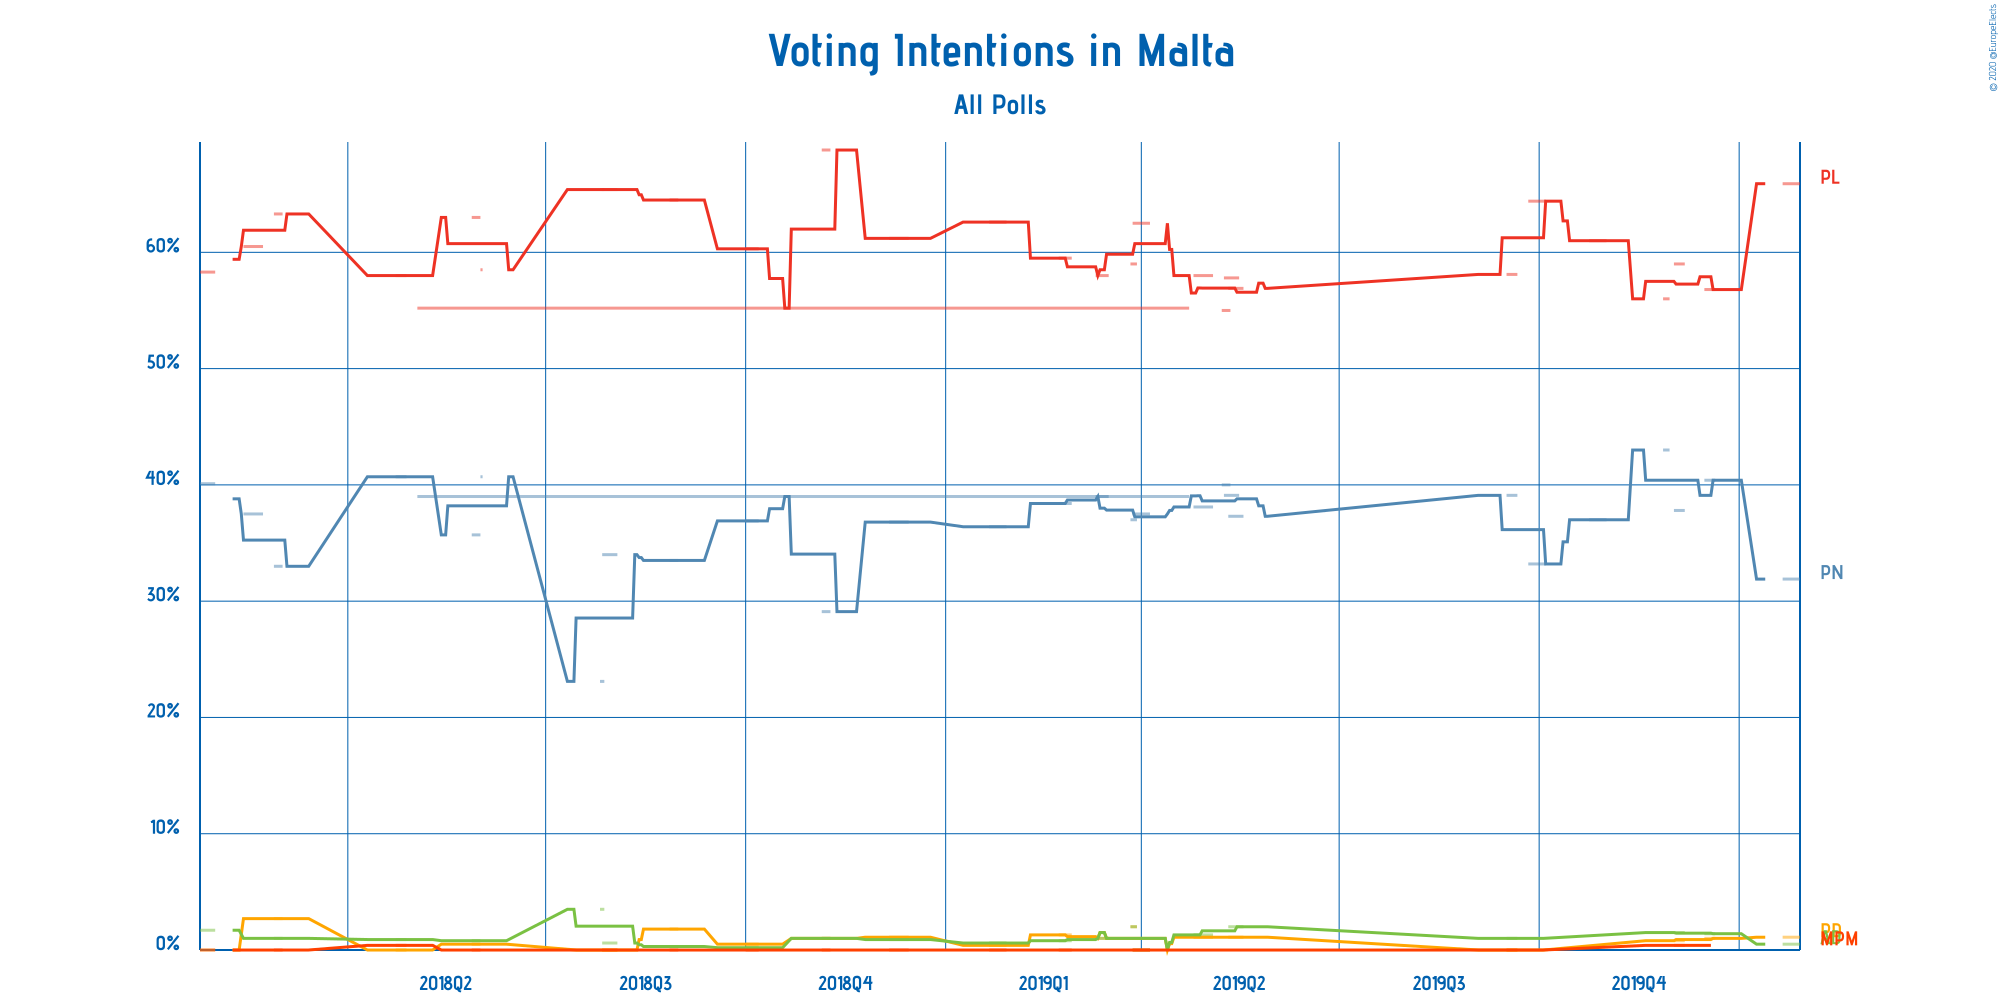 © 2020 @EuropeElects
Voting Intentions in Malta
All Polls
PL
60%
50%
40%
PN
30%
20%
10%
0%
MPM
2018Q2 2018Q3 2018Q4 2019Q1 2019Q2 2019Q3 2019Q4